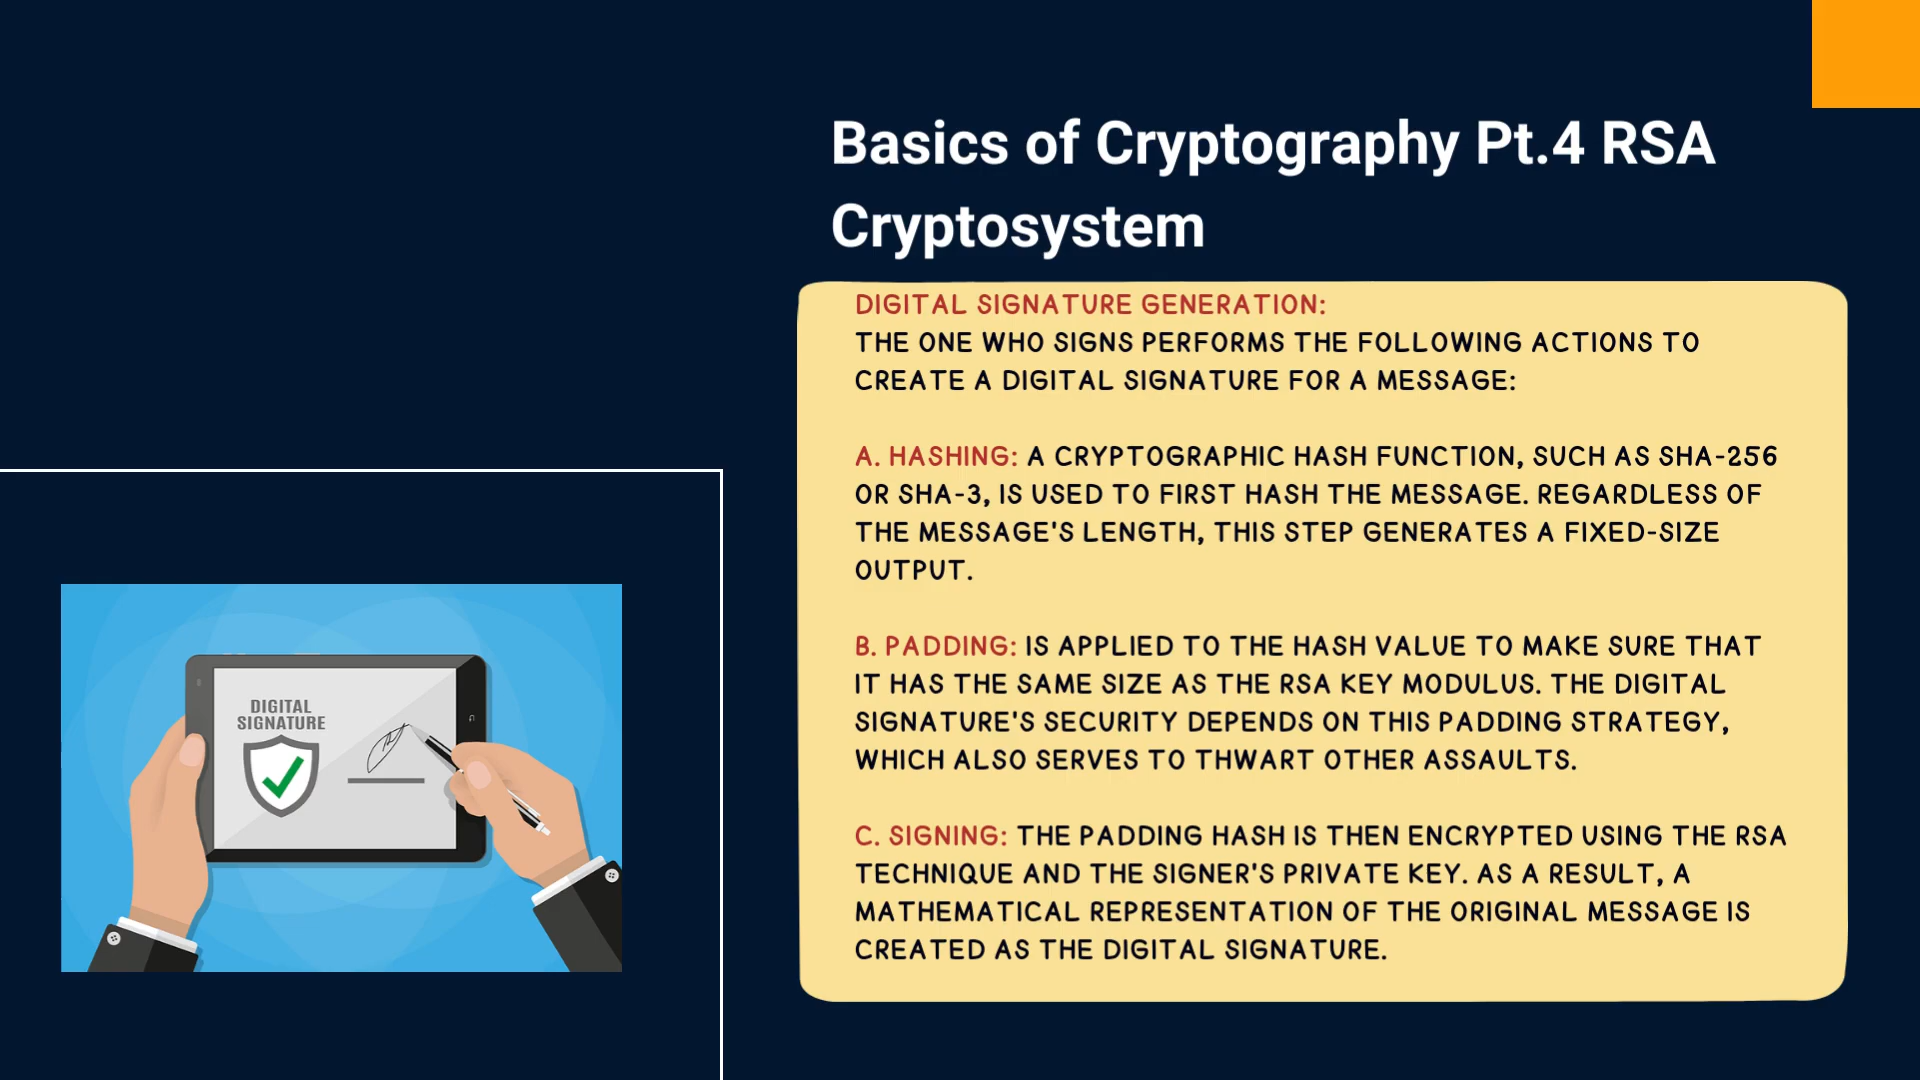 Basics of Cryptography Pt.4 RSA
Cryptosystem
DIGITAL SIGNATURE GENERATION:
THE ONE WHO SIGNS PERFORMS THE FOLLOWING ACTIONS TO
CREATE A DIGITAL SIGNATURE FOR A MESSAGE:
A. HASHING: A CRYPTOGRAPHIC HASH FUNCTION, SUCH AS SHA-256
OR SHA-3, IS USED TO FIRST HASH THE MESSAGE. REGARDLESS OF
THE MESSAGE'S LENGTH, THIS STEP GENERATES A FIXED-SIZE
OUTPUT.
B. PADDING: IS APPLIED TO THE HASH VALUE TO MAKE SURE THAT
IT HAS THE SAME SIZE AS THE RSA KEY MODULUS. THE DIGITAL
SIGNATURE'S SECURITY DEPENDS ON THIS PADDING STRATEGY,
WHICH ALSO SERVES TO THWART OTHER ASSAULTS.
C. SIGNING: THE PADDING HASH IS THEN ENCRYPTED USING THE RSA
TECHNIQUE AND THE SIGNER'S PRIVATE KEY. AS A RESULT, A
MATHEMATICAL REPRESENTATION OF THE ORIGINAL MESSAGE IS
CREATED AS THE DIGITAL SIGNATURE.
DIGITAL
SIGNATURE